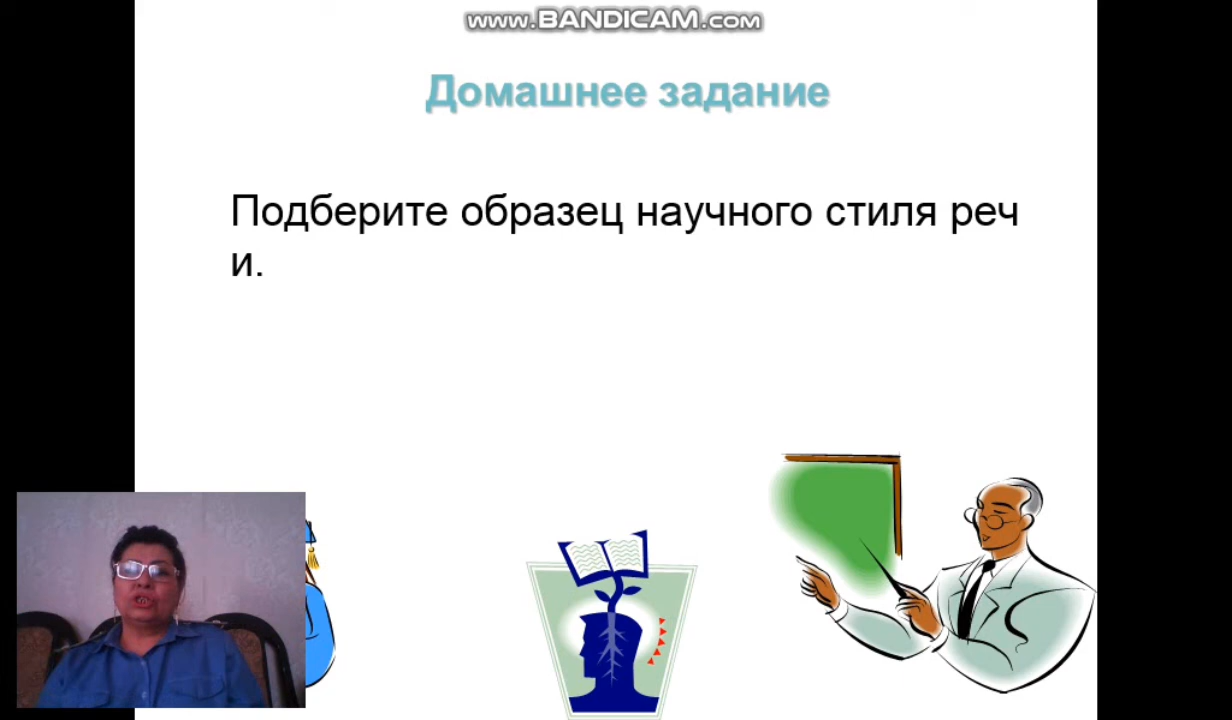 www.BANDICAM.com
Домашнее задание
Подберите образец научного стиля реч
и.